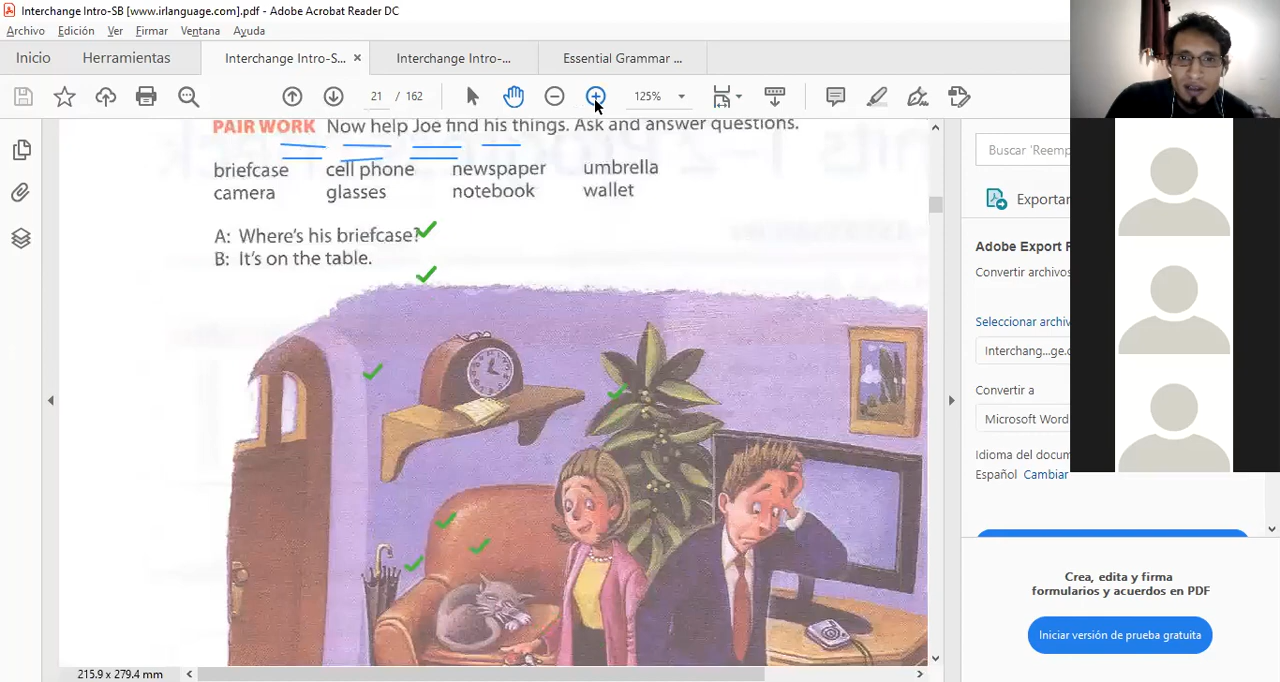 Interchange Intro-SB [www.irlanguage.com].pdf - Adobe Acrobat Reader DC
Archivo Edición Ver Firmar Ventana Ayuda
Inicio Herramientas Interchange Intro-S... × Interchange Intro-... Essential Grammar ...
21 / 162 125%
PAIR WORK Now help Joe find his things. Ask and answer questions.
briefcase cell phone newspaper umbrella
camera glasses notebook wallet
A: Where's his briefcase?
B: It's on the table.
215.9 x 279.4 mm
Buscar 'Reemp
Exportar
Adobe Export
Convertir archivos
Seleccionar archiv
Interchang...ge.
Convertir a
Microsoft Word
Idioma del docum
Español Cambiar
Crea, edita y firma
formularios y acuerdos en PDF
Iniciar versión de prueba gratuita